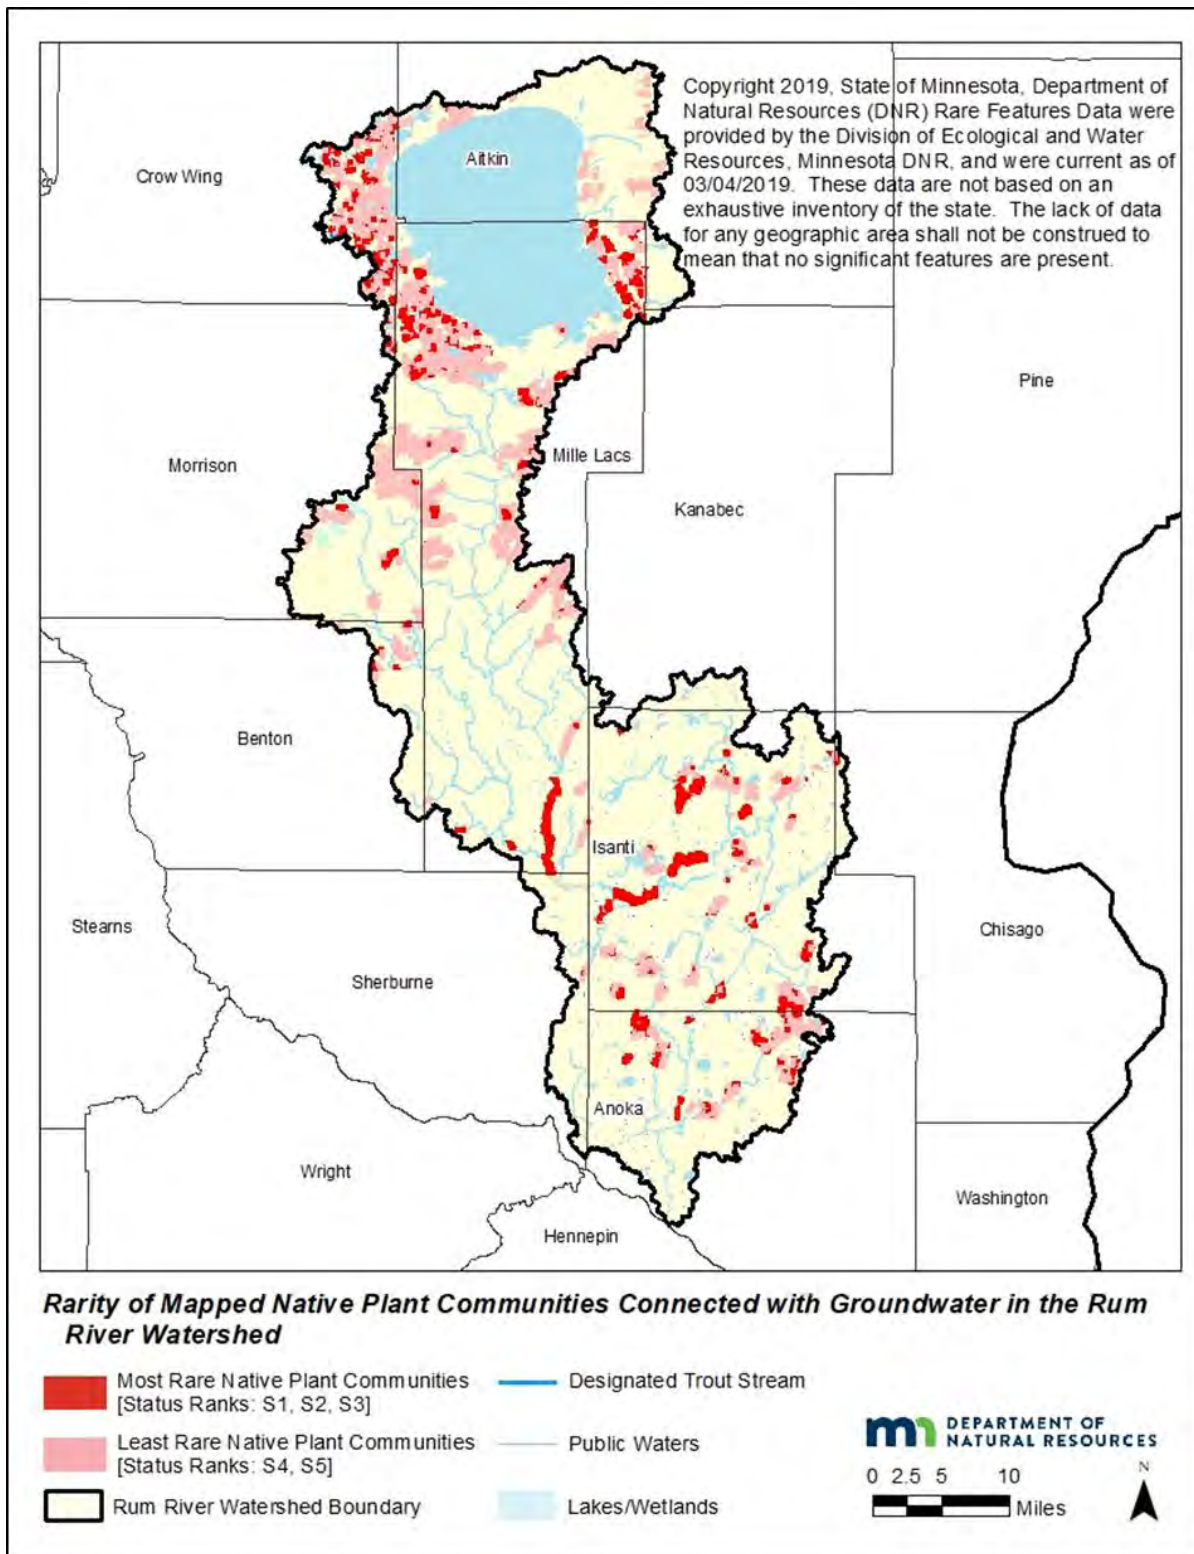 Copyright 2019, State of Minnesota, Department of
Natural Resources (DNR) Rare Features Data were
provided by the Division of Ecological and Water
Resources, Minnesota DNR, and were current as of
03/04/2019. These data are not based on an
exhaustive inventory of the state. The lack of data
for any geographic area shall not be construed to
mean that no significant features are present.
Aitkin
Crow Wing
Pine
Mille Lacs
Morrison
Kanabec
Benton
Isanti
Stearns
Chisago
Sherburne
Anoka
Wright
Washington
Hennepin
Rarity of Mapped Native Plant Communities Connected with Groundwater in the Rum
River Watershed
Most Rare Native Plant Communities
[Status Ranks: S1, S2, S3]
Least Rare Native Plant Communities
[Status Ranks: S4, S5]
Rum River Watershed Boundary
Designated Trout Stream
Public Waters
Lakes/Wetlands
DEPARTMENT OF
NATURAL RESOURCES
0 2.5 5 10
Miles
N